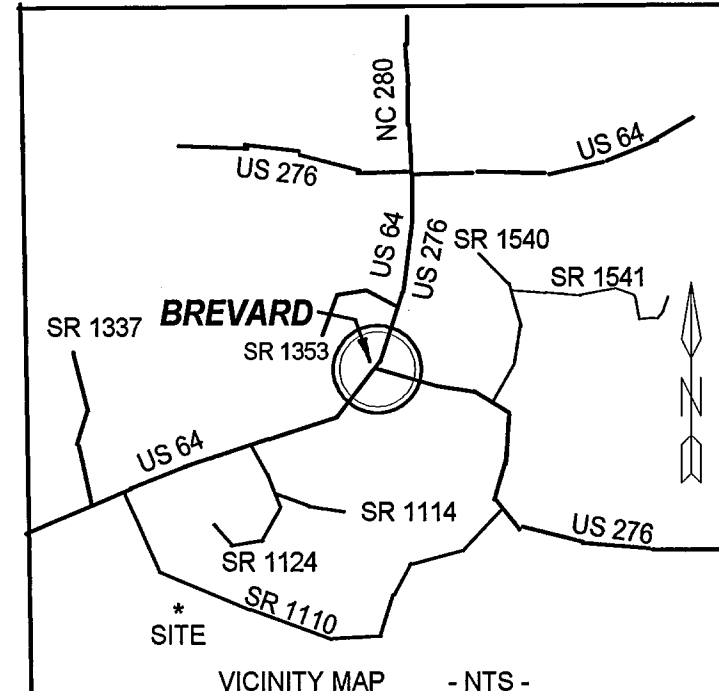 NC 280
US 64
US 276
US 64
US 276
SR 1540
SR 1541
BREVARD
SR 1337
SR 1353
N
US 64
SR 1114
US 276
SR 1124
SR 1110
*
SITE
VICINITY MAP - NTS -